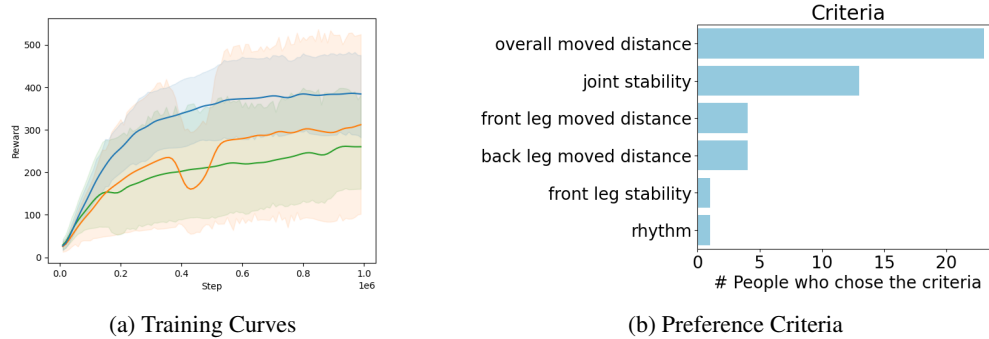 500
400
300
200
100
0
Reward
0.0 0.2 0.4 0.6 0.8 1.0
Step
1e6
(a) Training Curves
Criteria
overall moved distance
joint stability
front leg moved distance
back leg moved distance
front leg stability
rhythm
0 5 10 15 20
# People who chose the criteria
(b) Preference Criteria